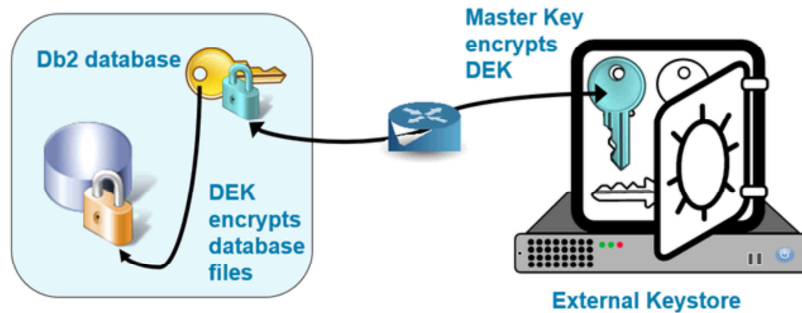 Db2 database
Master Key
encrypts
DEK
DEK
encrypts
database
files
External Keystore